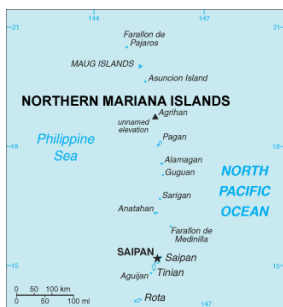 144 147
21 21
Farallon de
Pajaros
MAUG ISLANDS
Asuncion Island
NORTHERN MARIANA ISLANDS
unnamed
elevation
Agrihan
Philippine
Sea
Pagan
18 18
Alamagan
Guguan
NORTH
PACIFIC
OCEAN
Sarigan
Anatahan
Farallon de
Medinilla
SAIPAN
Saipan
15 15
Aguijan
Tinian
0 50 100 km
0 50 100 mi
Rota
147